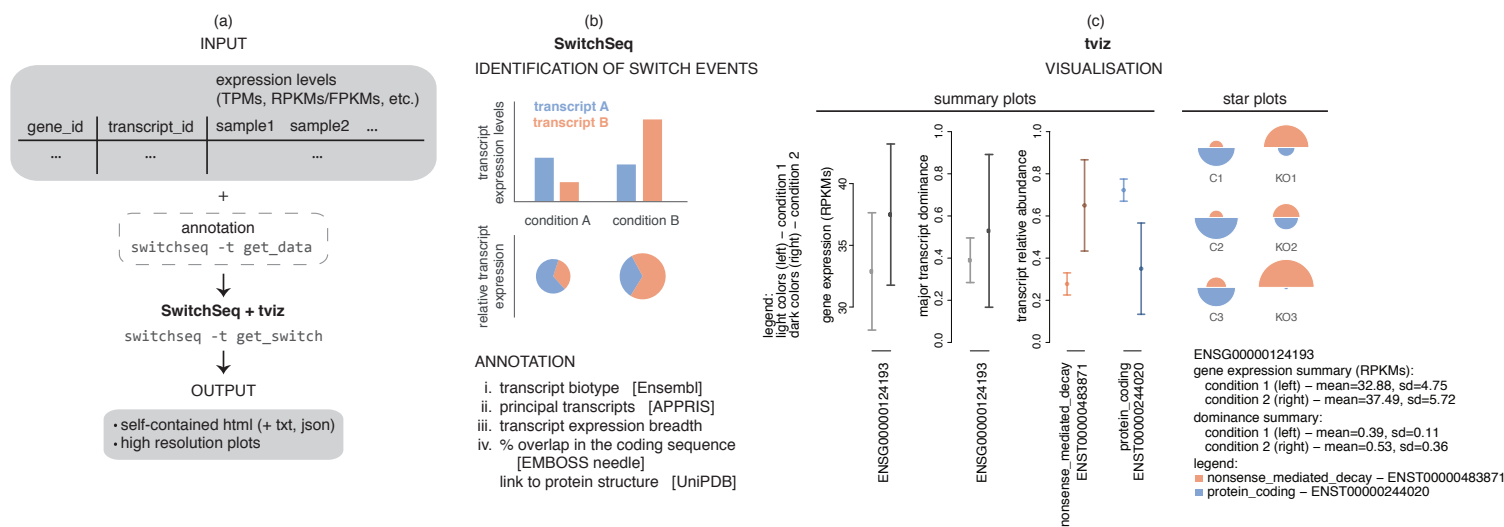 (a)
INPUT
expression levels
(TPMs, RPKMs/FPKMs, etc.)
gene_id transcript_id sample1 sample2 ...
... ... ...
+
annotation
switchseq -t get_data
SwitchSeq + tviz
switchseq -t get_switch
OUTPUT
• self-contained html (+ txt, json)
• high resolution plots
(b)
SwitchSeq
IDENTIFICATION OF SWITCH EVENTS
transcript
expression levels
transcript A
transcript B
condition A condition B
relative transcript
expression
ANNOTATION
i. transcript biotype [Ensembl]
ii. principal transcripts [APPRIS]
iii. transcript expression breadth
iv. % overlap in the coding sequence
[EMBOSS needle]
link to protein structure [UniPDB]
(c)
tviz
VISUALISATION
summary plots
legend:
light colors (left) − condition 1
dark colors (right) − condition 2
gene expression (RPKMs)
40
35
30
ENSG00000124193
major transcript dominance
1.0
0.8
0.6
0.4
0.2
0.0
ENSG00000124193
transcript relative abundance
1.0
0.8
0.6
0.4
0.2
0.0
nonsense_mediated_decay
ENST00000483871
protein_coding
ENST00000244020
star plots
C1 KO1
C2 KO2
C3 KO3
ENSG00000124193
gene expression summary (RPKMs):
condition 1 (left) − mean=32.88, sd=4.75
condition 2 (right) − mean=37.49, sd=5.72
dominance summary:
condition 1 (left) − mean=0.39, sd=0.11
condition 2 (right) − mean=0.53, sd=0.36
legend:
nonsense_mediated_decay − ENST00000483871
protein_coding − ENST00000244020